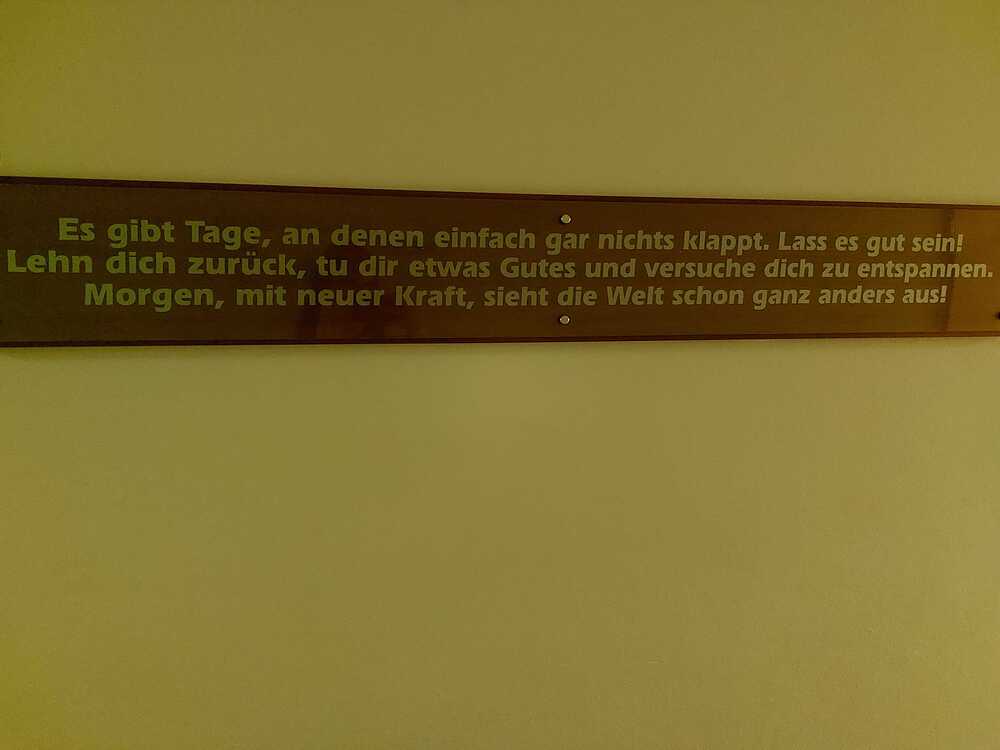 Es gibt Tage, an denen einfach gar nichts klappt. Lass es gut sein!
Lehn dich zurück, tu dir etwas Gutes und versuche dich zu entspannen.
Morgen, mit neuer Kraft, sieht die Welt schon ganz anders aus!